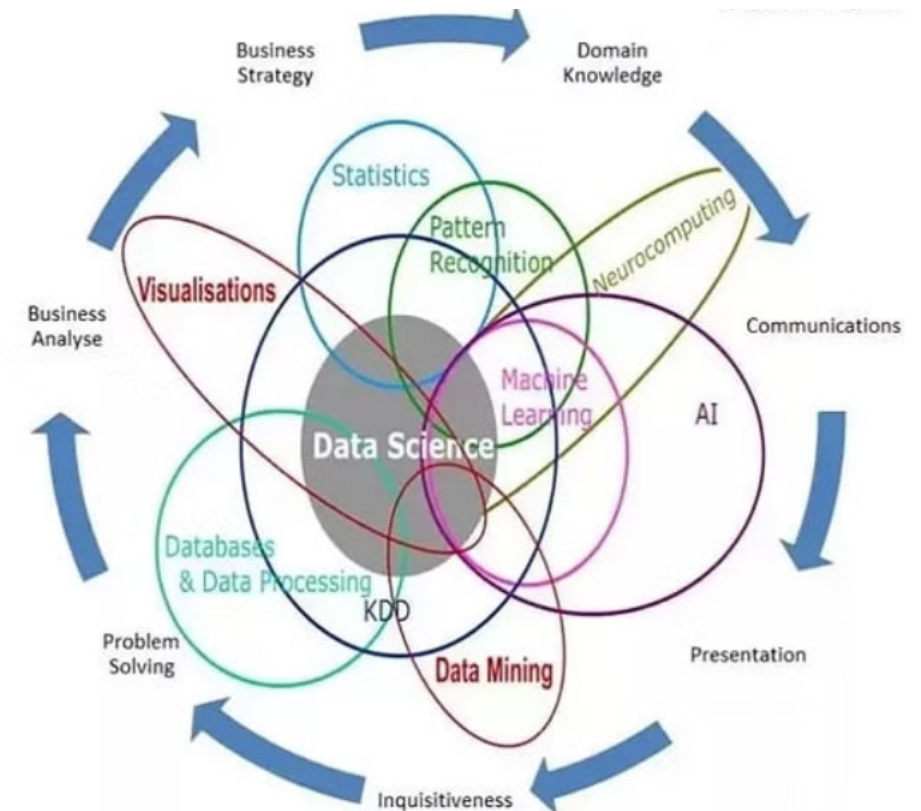 Business
Strategy
Domain
Knowledge
Statistics
Pattern
Recognition
Neurocomputing
Visualisations
Business
Analyse
Communications
Machine
Learning
AI
Data Science
Databases
& Data Processing
KDD
Problem
Solving
Data Mining
Presentation
Inquisitiveness